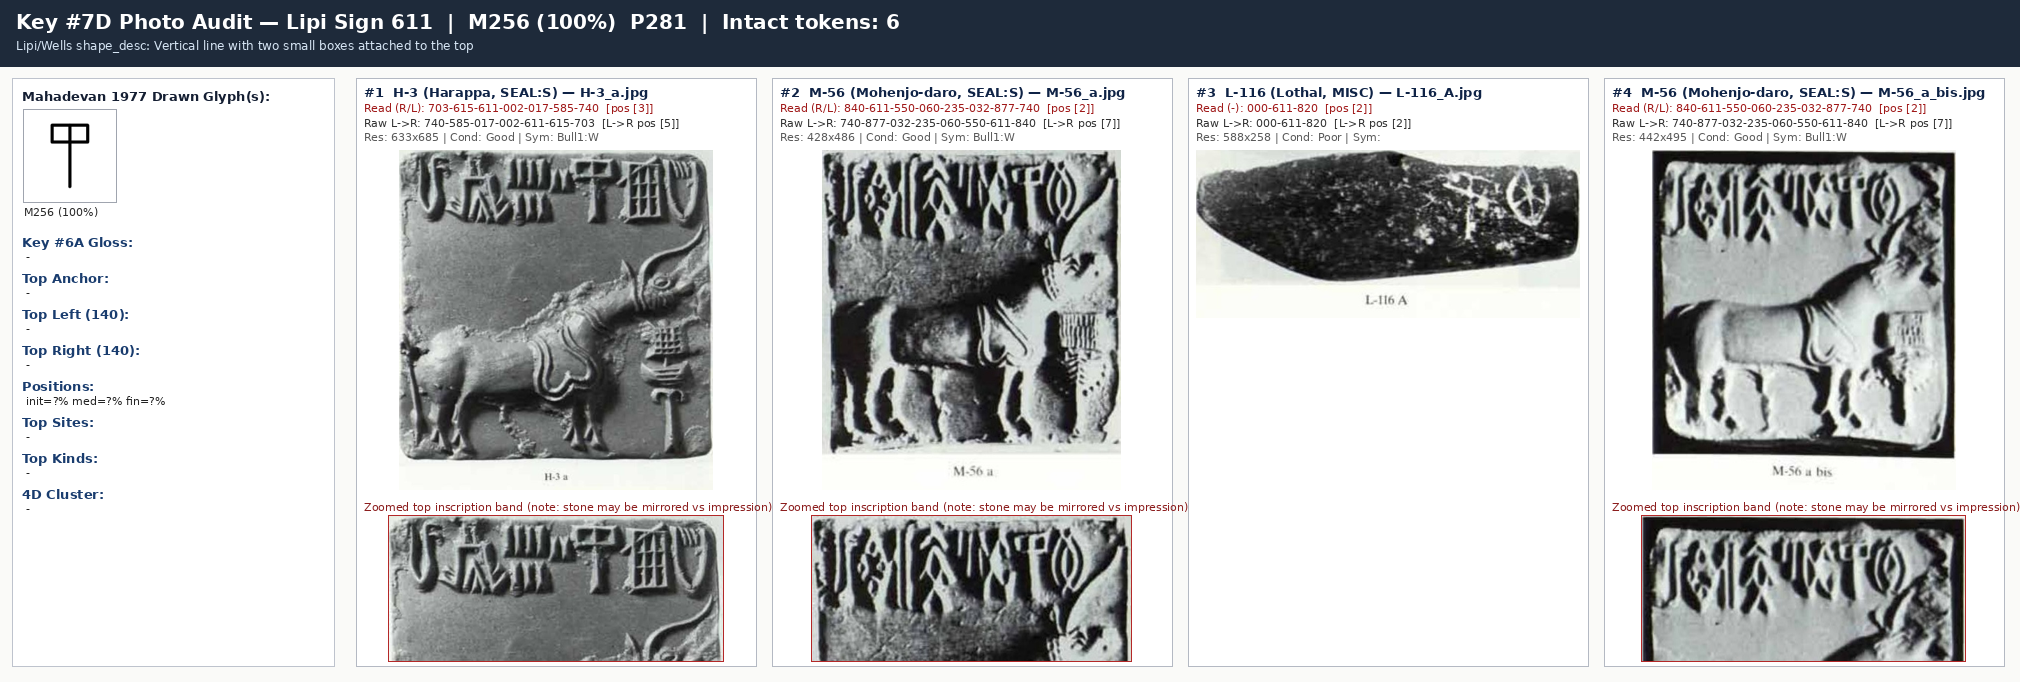 Key #7D Photo Audit — Lipi Sign 611 | M256 (100%) P281 | Intact tokens: 6
Lipi/Wells shape_desc: Vertical line with two small boxes attached to the top
Mahadevan 1977 Drawn Glyph(s):
M256 (100%)
Key #6A Gloss:
-
Top Anchor:
-
Top Left (140):
-
Top Right (140):
-
Positions:
init=?% med=?% fin=?%
Top Sites:
-
Top Kinds:
-
4D Cluster:
-
#1 H-3 (Harappa, SEAL:S) — H-3_a.jpg
Read (R/L): 703-615-611-002-017-585-740 [pos [3]]
Raw L->R: 740-585-017-002-611-615-703 [L->R pos [5]]
Res: 633x685 | Cond: Good | Sym: Bull1:W
H-3 a
Zoomed top inscription band (note: stone may be mirrored vs impression)
#2 M-56 (Mohenjo-daro, SEAL:S) — M-56_a.jpg
Read (R/L): 840-611-550-060-235-032-877-740 [pos [2]]
Raw L->R: 740-877-032-235-060-550-611-840 [L->R pos [7]]
Res: 428x486 | Cond: Good | Sym: Bull1:W
M-56 a
Zoomed top inscription band (note: stone may be mirrored vs impression)
#3 L-116 (Lothal, MISC) — L-116_A.jpg
Read (-): 000-611-820 [pos [2]]
Raw L->R: 000-611-820 [L->R pos [2]]
Res: 588x258 | Cond: Poor | Sym:
L-116 A
#4 M-56 (Mohenjo-daro, SEAL:S) — M-56_a_bis.jpg
Read (R/L): 840-611-550-060-235-032-877-740 [pos [2]]
Raw L->R: 740-877-032-235-060-550-611-840 [L->R pos [7]]
Res: 442x495 | Cond: Good | Sym: Bull1:W
M-56 a bis
Zoomed top inscription band (note: stone may be mirrored vs impression)